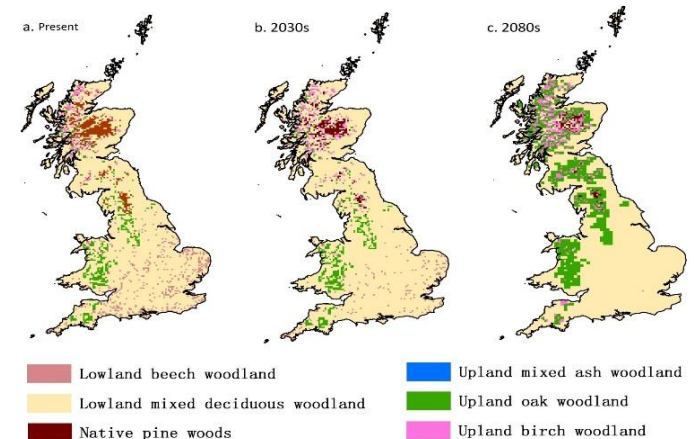 a. Present
b. 2030s
c. 2080s
Lowland beech woodland
Upland mixed ash woodland
Lowland mixed deciduous woodland
Upland oak woodland
Native pine woods
Upland birch woodland